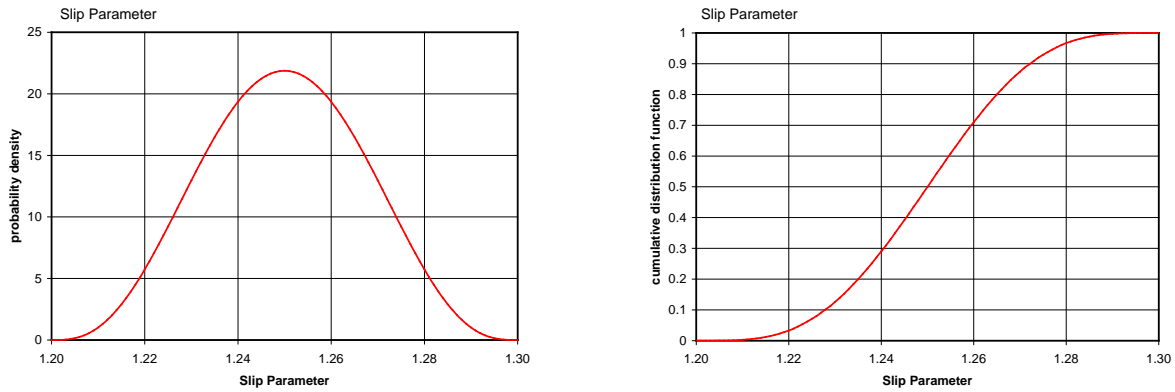 Slip Parameter
25
20
15
10
5
0
probability density
1.20 1.22 1.24 1.26 1.28 1.30
Slip Parameter
Slip Parameter
1
0.9
0.8
0.7
0.6
0.5
0.4
0.3
0.2
0.1
0
cumulative distribution function
1.20 1.22 1.24 1.26 1.28 1.30
Slip Parameter